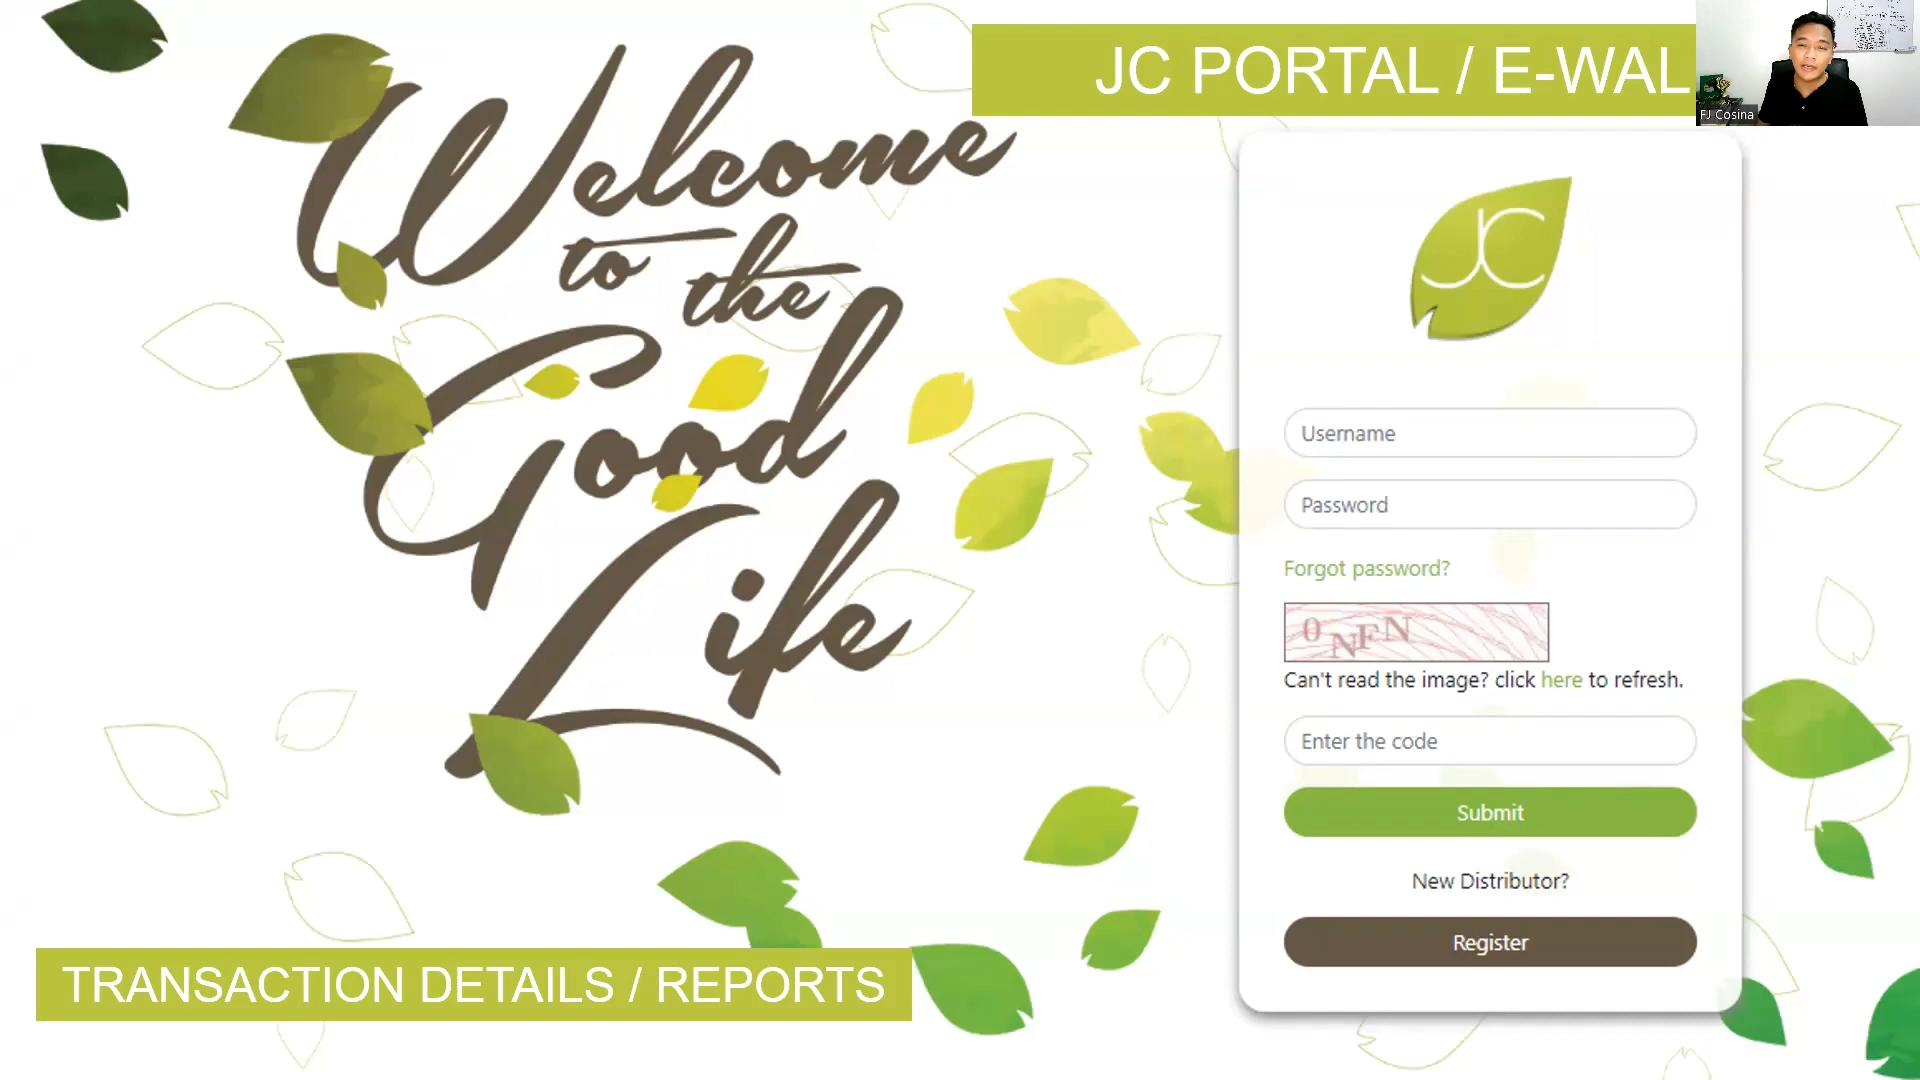 Welcome
to the
Good
Life
JC PORTAL / E-WAL
FJ Cosina
JC
Username
Password
Forgot password?
0NFN
Can't read the image? click here to refresh.
Enter the code
Submit
New Distributor?
Register
TRANSACTION DETAILS / REPORTS